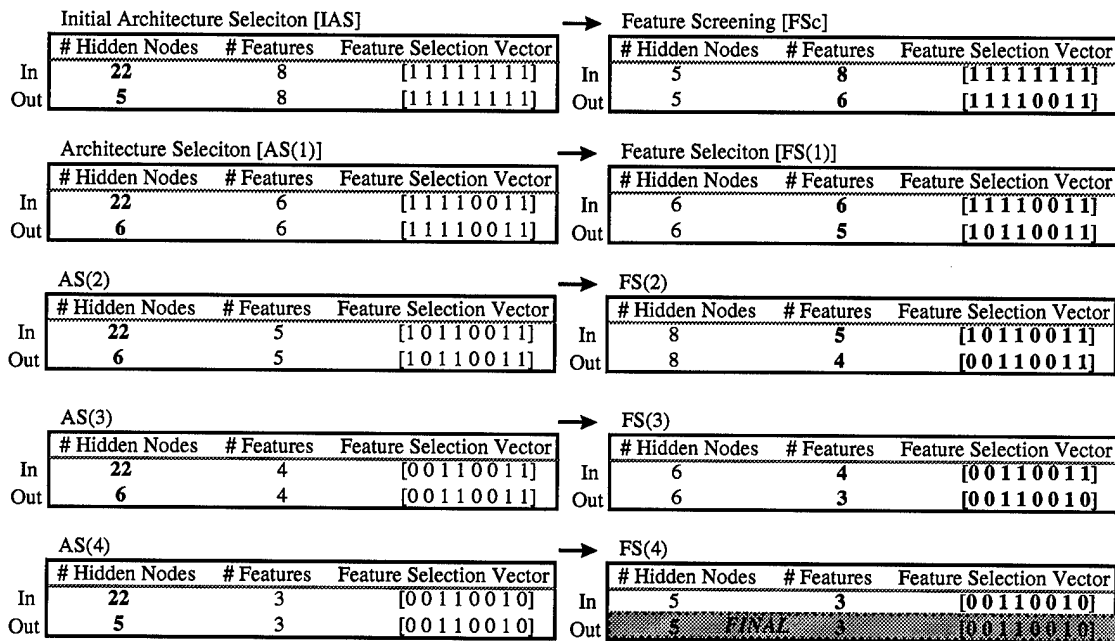 Initial Architecture Seleciton [IAS]
# Hidden Nodes # Features Feature Selection Vector
In 22 8 [1 1 1 1 1 1 1 1]
Out 5 8 [1 1 1 1 1 1 1 1]
Feature Screening [FSc]
# Hidden Nodes # Features Feature Selection Vector
In 5 8 [1 1 1 1 1 1 1 1]
Out 5 6 [1 1 1 1 0 0 1 1]
Architecture Seleciton [AS(1)]
# Hidden Nodes # Features Feature Selection Vector
In 22 6 [1 1 1 1 0 0 1 1]
Out 6 6 [1 1 1 1 0 0 1 1]
Feature Seleciton [FS(1)]
# Hidden Nodes # Features Feature Selection Vector
In 6 6 [1 1 1 1 0 0 1 1]
Out 6 5 [1 0 1 1 0 0 1 1]
AS(2)
# Hidden Nodes # Features Feature Selection Vector
In 22 5 [1 0 1 1 0 0 1 1]
Out 6 5 [1 0 1 1 0 0 1 1]
FS(2)
# Hidden Nodes # Features Feature Selection Vector
In 8 5 [1 0 1 1 0 0 1 1]
Out 8 4 [0 0 1 1 0 0 1 1]
AS(3)
# Hidden Nodes # Features Feature Selection Vector
In 22 4 [0 0 1 1 0 0 1 1]
Out 6 4 [0 0 1 1 0 0 1 1]
FS(3)
# Hidden Nodes # Features Feature Selection Vector
In 6 4 [0 0 1 1 0 0 1 1]
Out 6 3 [0 0 1 1 0 0 1 0]
AS(4)
# Hidden Nodes # Features Feature Selection Vector
In 22 3 [0 0 1 1 0 0 1 0]
Out 5 3 [0 0 1 1 0 0 1 0]
FS(4)
# Hidden Nodes # Features Feature Selection Vector
In 5 3 [0 0 1 1 0 0 1 0]
Out 5 FINAL 3 [0 0 1 1 0 0 1 0]